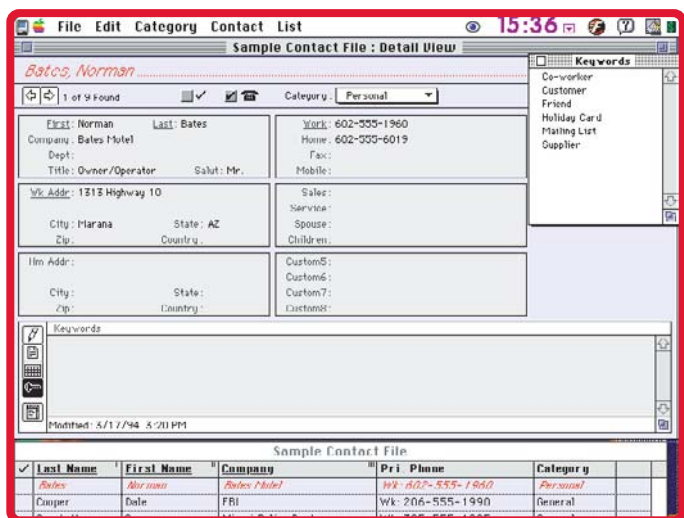 File Edit Category Contact List 15:36
Sample Contact File : Detail View
Keywords
Bates, Norman
Co-worker
Customer
Friend
Holiday Card
Mailing List
Supplier
1 of 9 Found Category: Personal
First: Norman Last: Bates
Company: Bates Motel
Dept:
Title: Owner/Operator Salut: Mr.
Work: 602-555-1960
Home: 602-555-6019
Fax:
Mobile:
Wk Addr: 1313 Highway 10
City: Marana State: AZ
Zip: Country:
Sales:
Service:
Spouse:
Children:
Hm Addr:
City: State:
Zip: Country:
Custom5:
Custom6:
Custom7:
Custom8:
Keywords
Modified: 3/17/94 3:20 PM
Sample Contact File
Last Name First Name Company Pri. Phone Category
Bates Norman Bates Motel Wk: 602-555-1960 Personal
Cooper Dale FBI Wk: 206-555-1990 General